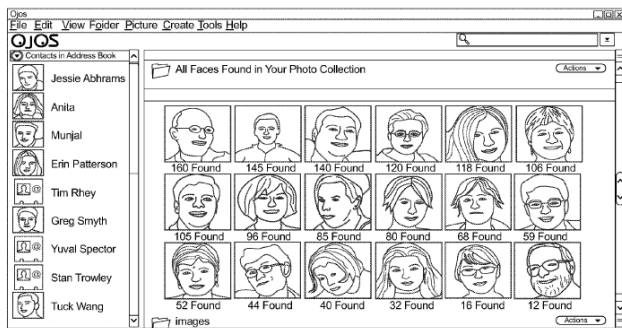 Ojos
File Edit View Foider Picture Create Tools Help
OJOS
Contacts in Address Book
Jessie Abhrams
Anita
Munjal
Erin Patterson
Tim Rhey
Greg Smyth
Yuval Spector
Stan Trowley
Tuck Wang
All Faces Found in Your Photo Collection
Actions
160 Found 145 Found 140 Found 120 Found 118 Found 106 Found
105 Found 96 Found 85 Found 80 Found 68 Found 59 Found
52 Found 44 Found 40 Found 32 Found 16 Found 12 Found
images
Actions